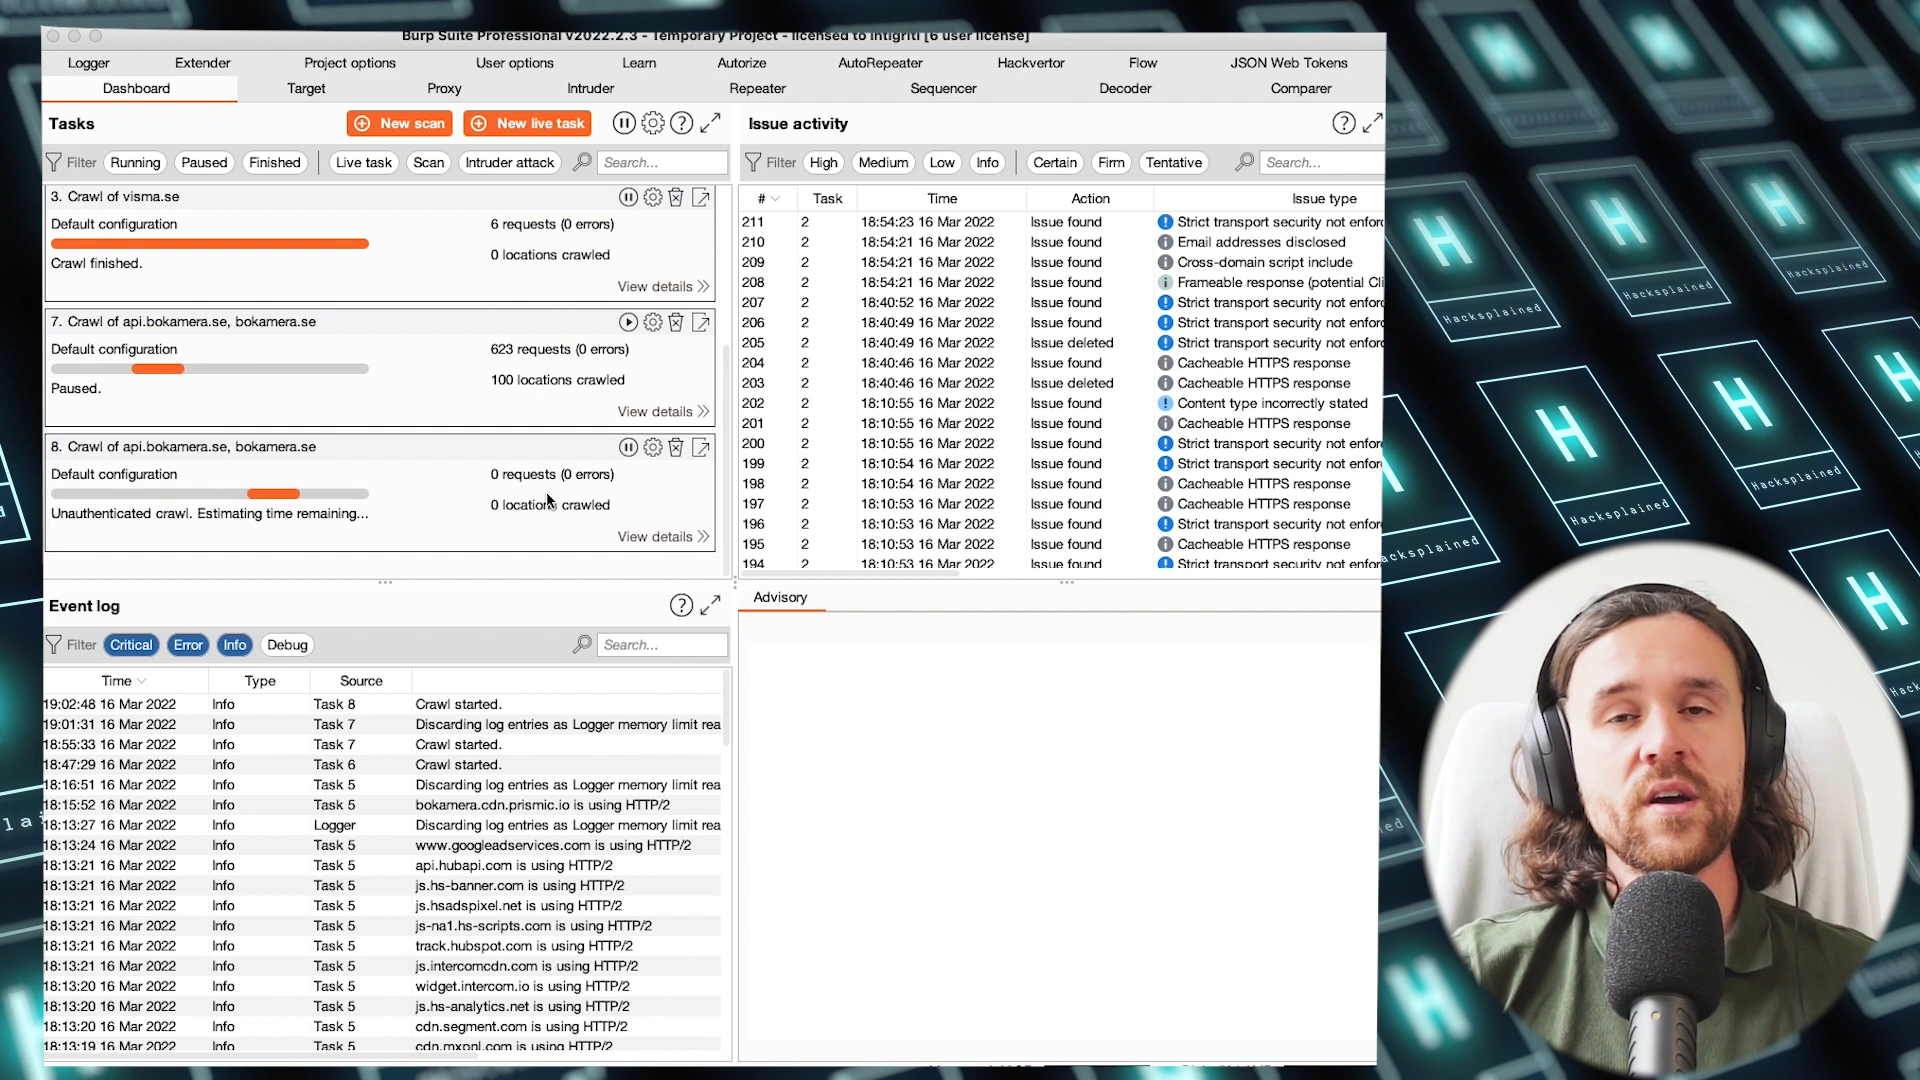 Burp Suite Professional v2022.2.3 - Temporary Project - licensed to Intigriti [6 user license]
Logger Extender Project options User options Learn Autorize AutoRepeater Hackvertor Flow JSON Web Tokens
Dashboard Target Proxy Intruder Repeater Sequencer Decoder Comparer
Tasks
New scan
New live task
Filter Running Paused Finished Live task Scan Intruder attack Search...
3. Crawl of visma.se
Default configuration
6 requests (0 errors)
0 locations crawled
Crawl finished.
View details
7. Crawl of api.bokamera.se, bokamera.se
Default configuration
623 requests (0 errors)
100 locations crawled
Paused.
View details
8. Crawl of api.bokamera.se, bokamera.se
Default configuration
0 requests (0 errors)
0 locations crawled
Unauthenticated crawl. Estimating time remaining...
View details
Issue activity
Filter High Medium Low Info Certain Firm Tentative Search...
# Task Time Action Issue type
211 2 18:54:23 16 Mar 2022 Issue found Strict transport security not enforc
210 2 18:54:21 16 Mar 2022 Issue found Email addresses disclosed
209 2 18:54:21 16 Mar 2022 Issue found Cross-domain script include
208 2 18:54:21 16 Mar 2022 Issue found Frameable response (potential Cli
207 2 18:40:52 16 Mar 2022 Issue found Strict transport security not enforc
206 2 18:40:49 16 Mar 2022 Issue found Strict transport security not enforc
205 2 18:40:49 16 Mar 2022 Issue deleted Strict transport security not enforc
204 2 18:40:46 16 Mar 2022 Issue found Cacheable HTTPS response
203 2 18:40:46 16 Mar 2022 Issue deleted Cacheable HTTPS response
202 2 18:10:55 16 Mar 2022 Issue found Content type incorrectly stated
201 2 18:10:55 16 Mar 2022 Issue found Cacheable HTTPS response
200 2 18:10:55 16 Mar 2022 Issue found Strict transport security not enforc
199 2 18:10:54 16 Mar 2022 Issue found Strict transport security not enforc
198 2 18:10:54 16 Mar 2022 Issue found Cacheable HTTPS response
197 2 18:10:53 16 Mar 2022 Issue found Cacheable HTTPS response
196 2 18:10:53 16 Mar 2022 Issue found Strict transport security not enforc
195 2 18:10:53 16 Mar 2022 Issue found Cacheable HTTPS response
194 2 18:10:53 16 Mar 2022 Issue found Strict transport security not enforc
Event log
Filter Critical Error Info Debug Search...
Time Type Source
19:02:48 16 Mar 2022 Info Task 8 Crawl started.
19:01:31 16 Mar 2022 Info Task 7 Discarding log entries as Logger memory limit rea
18:55:33 16 Mar 2022 Info Task 7 Crawl started.
18:47:29 16 Mar 2022 Info Task 6 Crawl started.
18:16:51 16 Mar 2022 Info Task 5 Discarding log entries as Logger memory limit rea
18:15:52 16 Mar 2022 Info Task 5 bokamera.cdn.prismic.io is using HTTP/2
18:13:27 16 Mar 2022 Info Logger Discarding log entries as Logger memory limit rea
18:13:24 16 Mar 2022 Info Task 5 www.googleadservices.com is using HTTP/2
18:13:21 16 Mar 2022 Info Task 5 api.hubapi.com is using HTTP/2
18:13:21 16 Mar 2022 Info Task 5 js.hs-banner.com is using HTTP/2
18:13:21 16 Mar 2022 Info Task 5 js.hsadspixel.net is using HTTP/2
18:13:21 16 Mar 2022 Info Task 5 js-na1.hs-scripts.com is using HTTP/2
18:13:21 16 Mar 2022 Info Task 5 track.hubspot.com is using HTTP/2
18:13:21 16 Mar 2022 Info Task 5 js.intercomcdn.com is using HTTP/2
18:13:20 16 Mar 2022 Info Task 5 widget.intercom.io is using HTTP/2
18:13:20 16 Mar 2022 Info Task 5 js.hs-analytics.net is using HTTP/2
18:13:20 16 Mar 2022 Info Task 5 cdn.segment.com is using HTTP/2
18:13:19 16 Mar 2022 Info Task 5 cdn.mxpnl.com is using HTTP/2
Advisory
H
Hacksplained
H
Hacksplained
H
Hacksplained
H
Hacksplained
H
Hacksplained
H
H
H